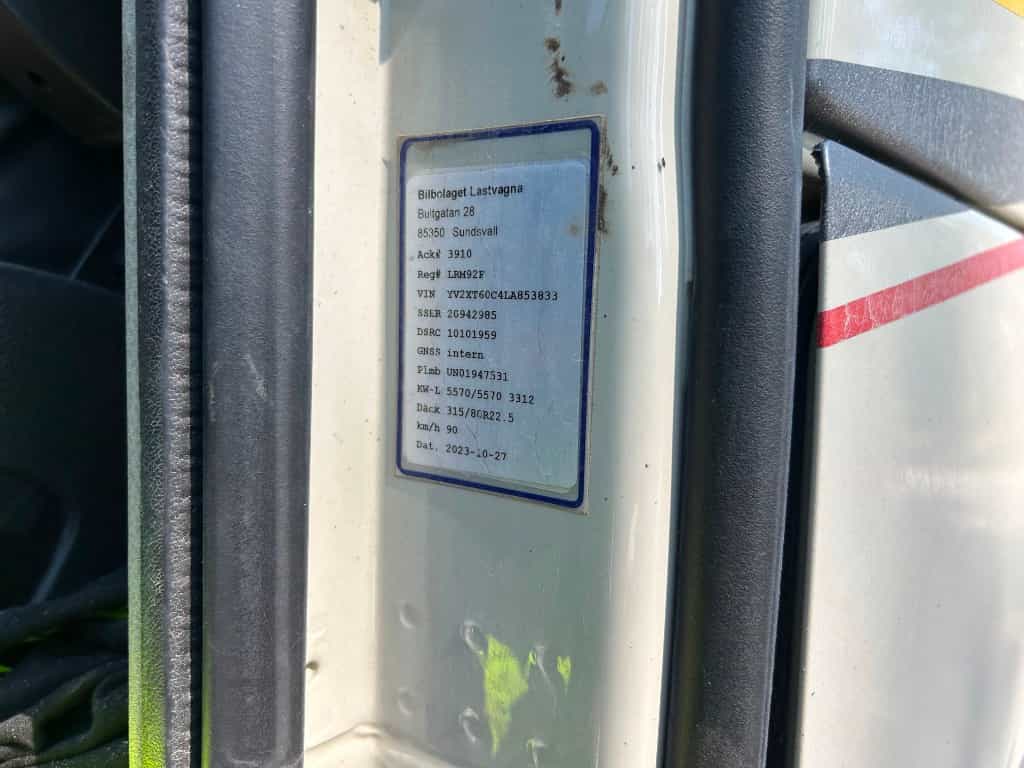 Bilbolaget Lastvagna
Bultgatan 28
85350 Sundsvall
Ack# 3910
Reg# LRM92F
VIN YV2XT60C4LA853833
SSER 26942985
DSRC 10101959
GNSS intern
Plmb UN01947531
KW-L 5570/5570 3312
Däck 315/80R22.5
km/h 90
Dat. 2023-10-27